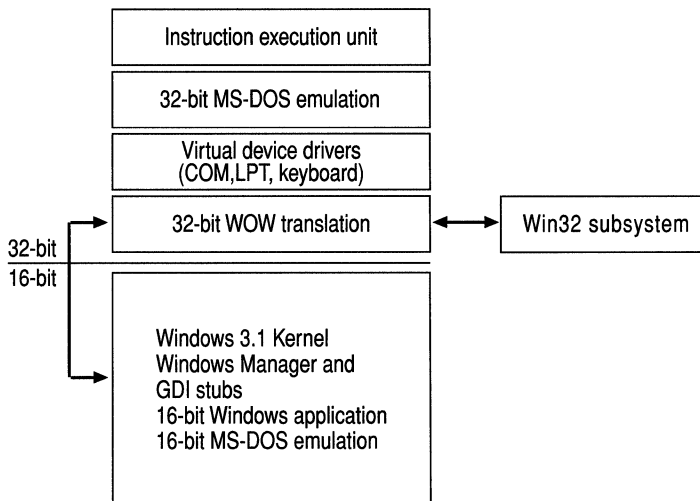 Instruction execution unit
32-bit MS-DOS emulation
Virtual device drivers
(COM,LPT, keyboard)
32-bit WOW translation
Win32 subsystem
32-bit
16-bit
Windows 3.1 Kernel
Windows Manager and
GDI stubs
16-bit Windows application
16-bit MS-DOS emulation